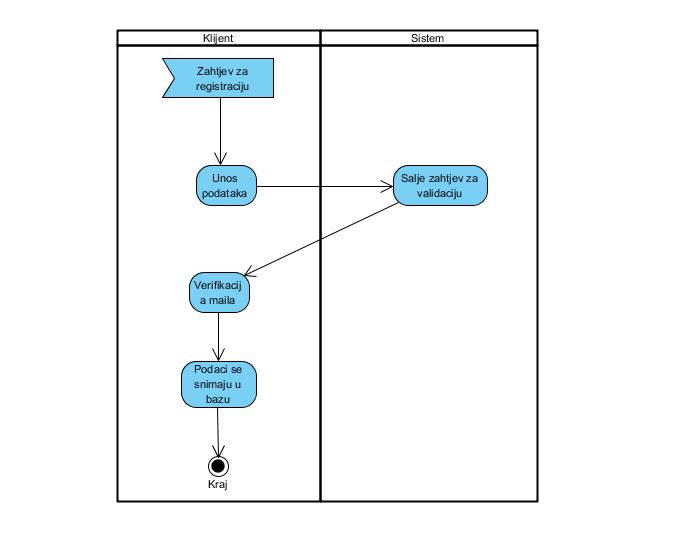 Klijent
Sistem
Zahtjev za
registraciju
Unos
podataka
Salje zahtjev za
validaciju
Verifikacij
a maila
Podaci se
snimaju u
bazu
Kraj